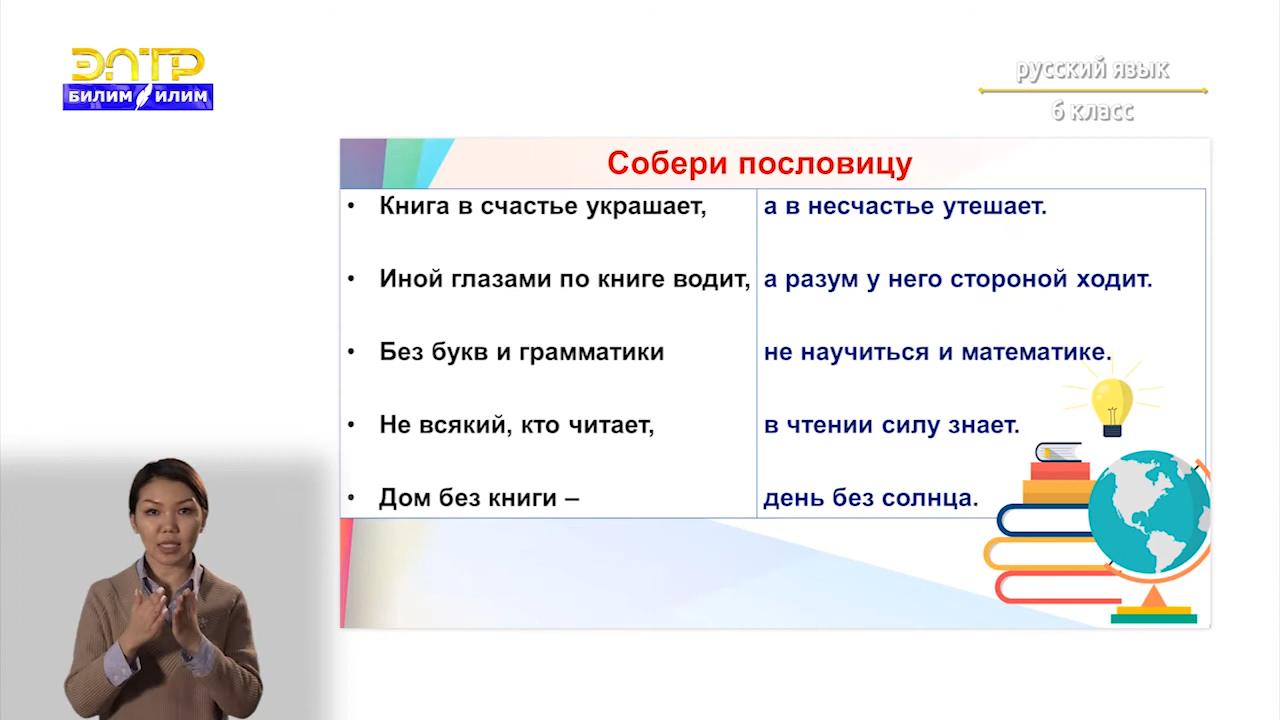 ЭЛТР
БИЛИМ ИЛИМ
русский язык
6 класс
Собери пословицу
• Книга в счастье украшает, а в несчастье утешает.
• Иной глазами по книге водит, а разум у него стороной ходит.
• Без букв и грамматики не научиться и математике.
• Не всякий, кто читает, в чтении силу знает.
• Дом без книги – день без солнца.